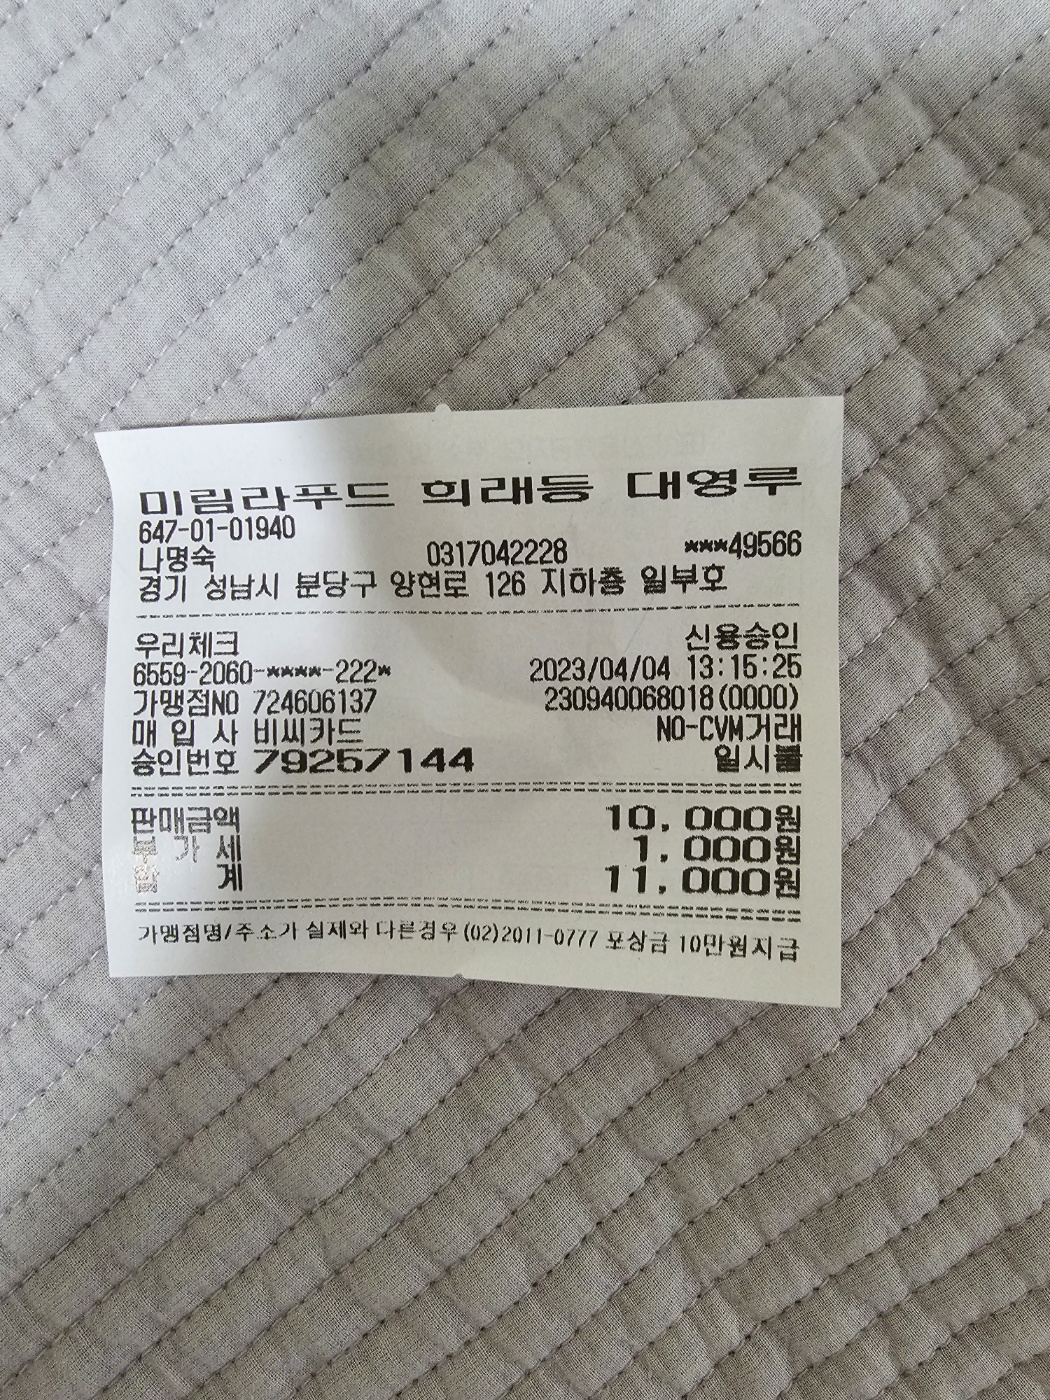 미림라푸드 희래등 대영루
647-01-01940
나명숙 0317042228 ***49566
경기 성남시 분당구 양현로 126 지하층 일부호
우리체크 신용승인
6559-2060-****-222* 2023/04/04 13:15:25
가맹점NO 724606137 230940068018(0000)
매 입 사 비씨카드 NO-CVM거래
승인번호 79257144 일시불
판매금액 10,000원
부 가 세 1,000원
합 계 11,000원
가맹점명/주소가 실제와 다른경우(02)2011-0777 포상금 10만원지급